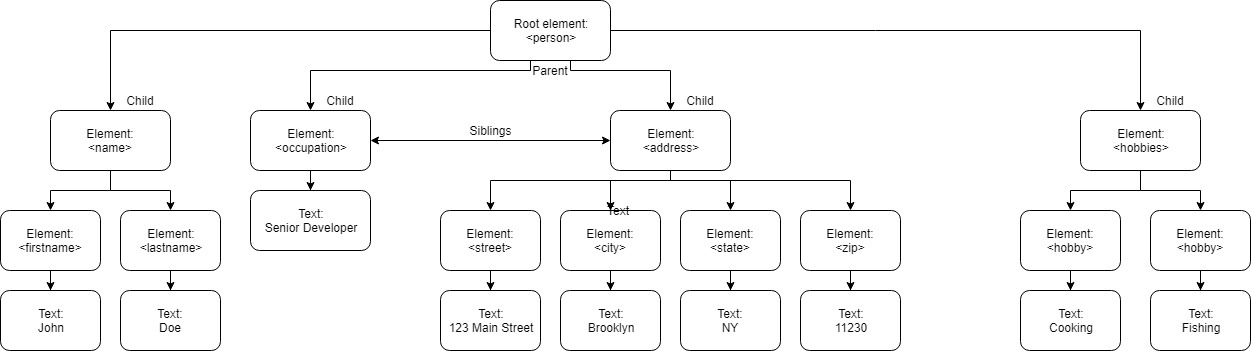 Root element:
<person>
Parent
Child
Child
Child
Child
Element:
<name>
Element:
<occupation>
Siblings
Element:
<address>
Element:
<hobbies>
Text:
Senior Developer
Text
Element:
<firstname>
Element:
<lastname>
Element:
<street>
Element:
<city>
Element:
<state>
Element:
<zip>
Element:
<hobby>
Element:
<hobby>
Text:
John
Text:
Doe
Text:
123 Main Street
Text:
Brooklyn
Text:
NY
Text:
11230
Text:
Cooking
Text:
Fishing